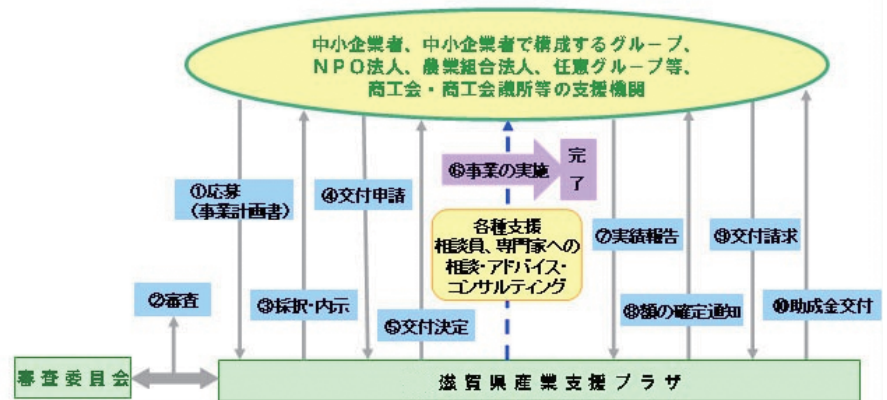 中小企業者、中小企業者で構成するグループ、
NPO法人、農業組合法人、任意グループ等、
商工会・商工会議所等の支援機関
①応募
（事業計画書）
②審査
③採択・内示
④交付申請
⑤交付決定
⑥事業の実施
完
了
各種支援
相談員、専門家への
相談・アドバイス・
コンサルティング
⑦実績報告
⑧額の確定通知
⑨交付請求
⑩助成金交付
審査委員会
滋賀県産業支援プラザ